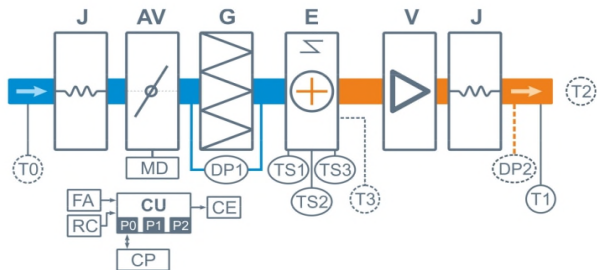 J AV G E V J
T2
T0 MD DP1 TS1 TS3 DP2
TS2 T3 T1
FA CU CE
RC P0 P1 P2
CP